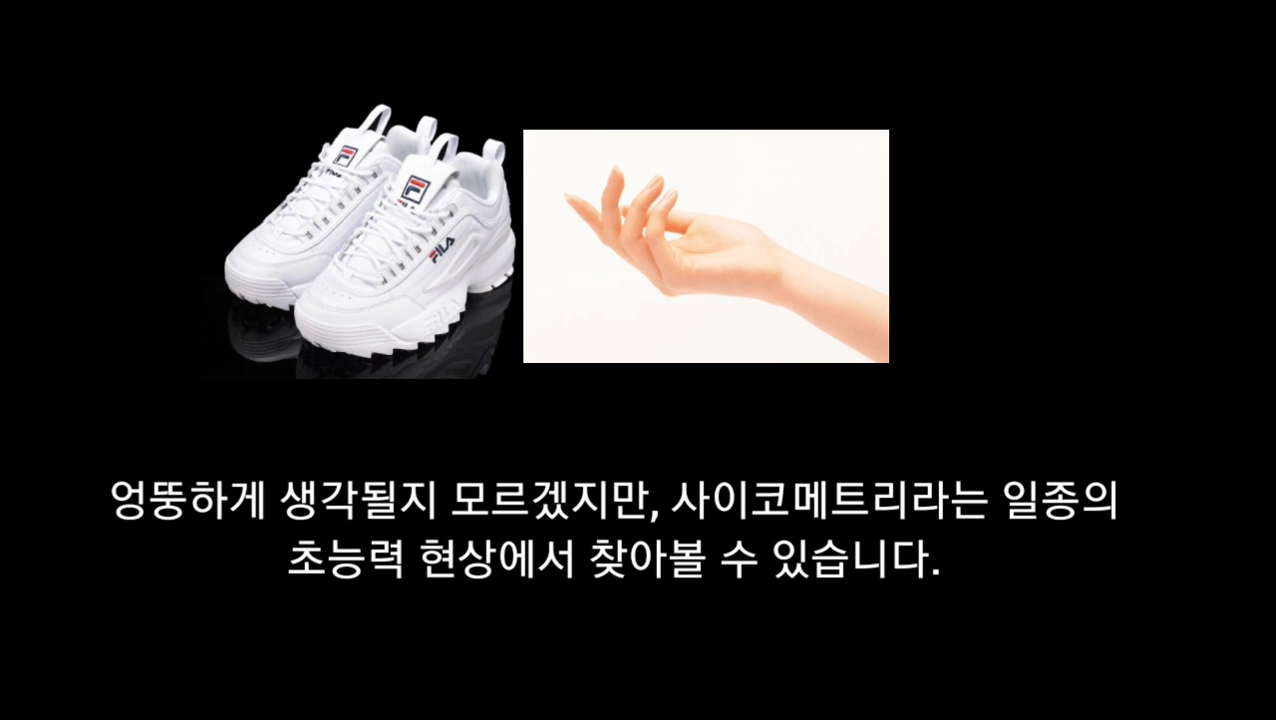 FILA
엉뚱하게 생각될지 모르겠지만, 사이코메트리라는 일종의
초능력 현상에서 찾아볼 수 있습니다.